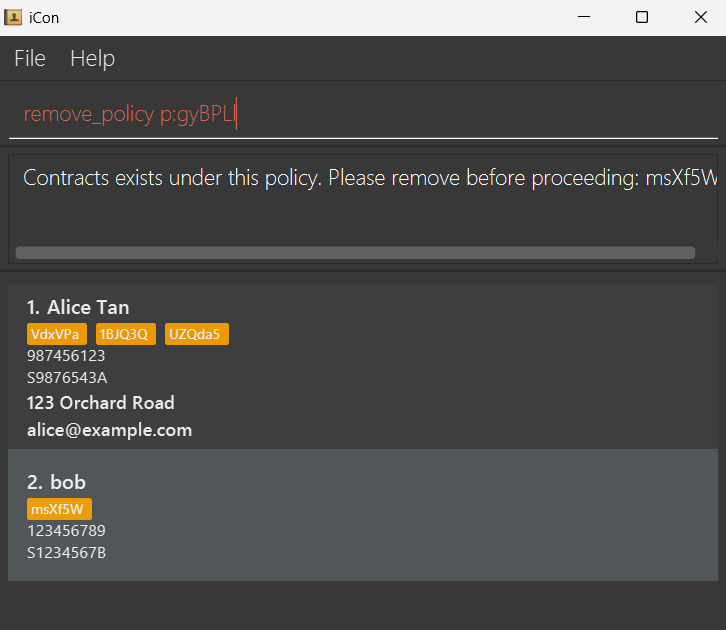 iCon
File Help
remove_policy p:gyBPLl
Contracts exists under this policy. Please remove before proceeding: msXf5W
1. Alice Tan
VdxVPa 1BJQ3Q UZQda5
987456123
S9876543A
123 Orchard Road
alice@example.com
2. bob
msXf5W
123456789
S1234567B